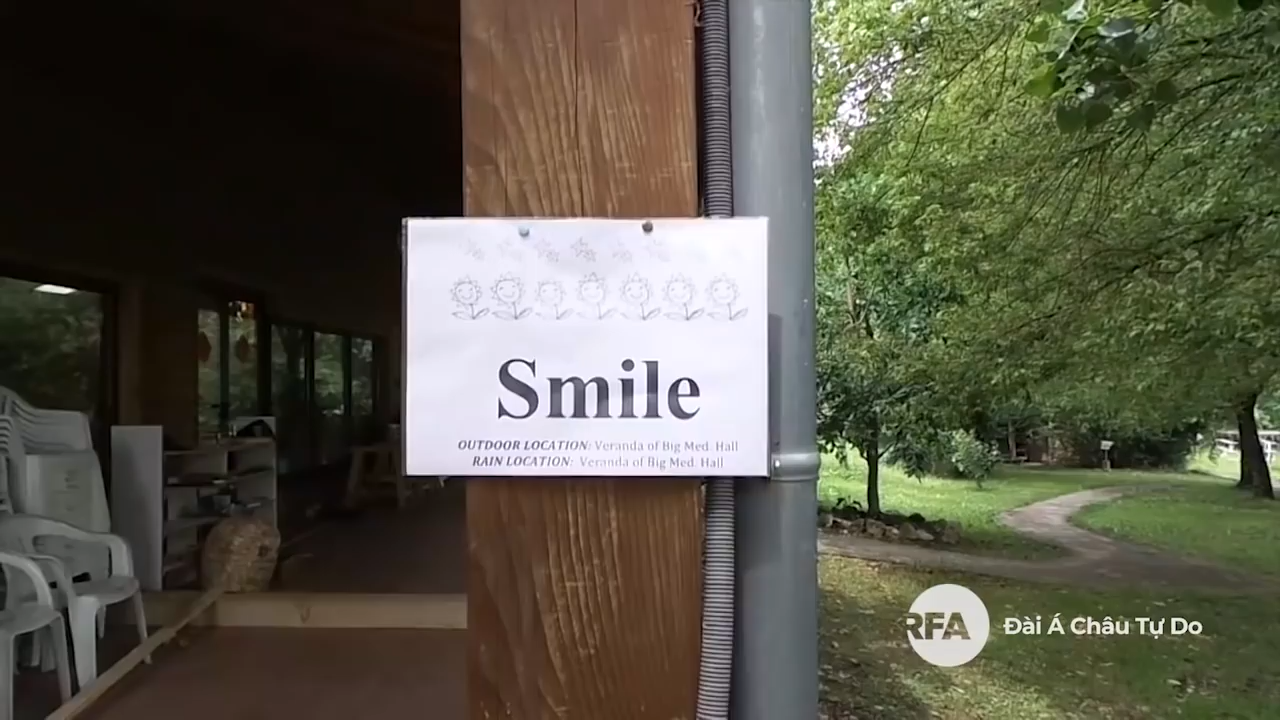 Smile
OUTDOOR LOCATION: Veranda of Big Med. Hall
RAIN LOCATION: Veranda of Big Med. Hall
RFA Đài Á Châu Tự Do